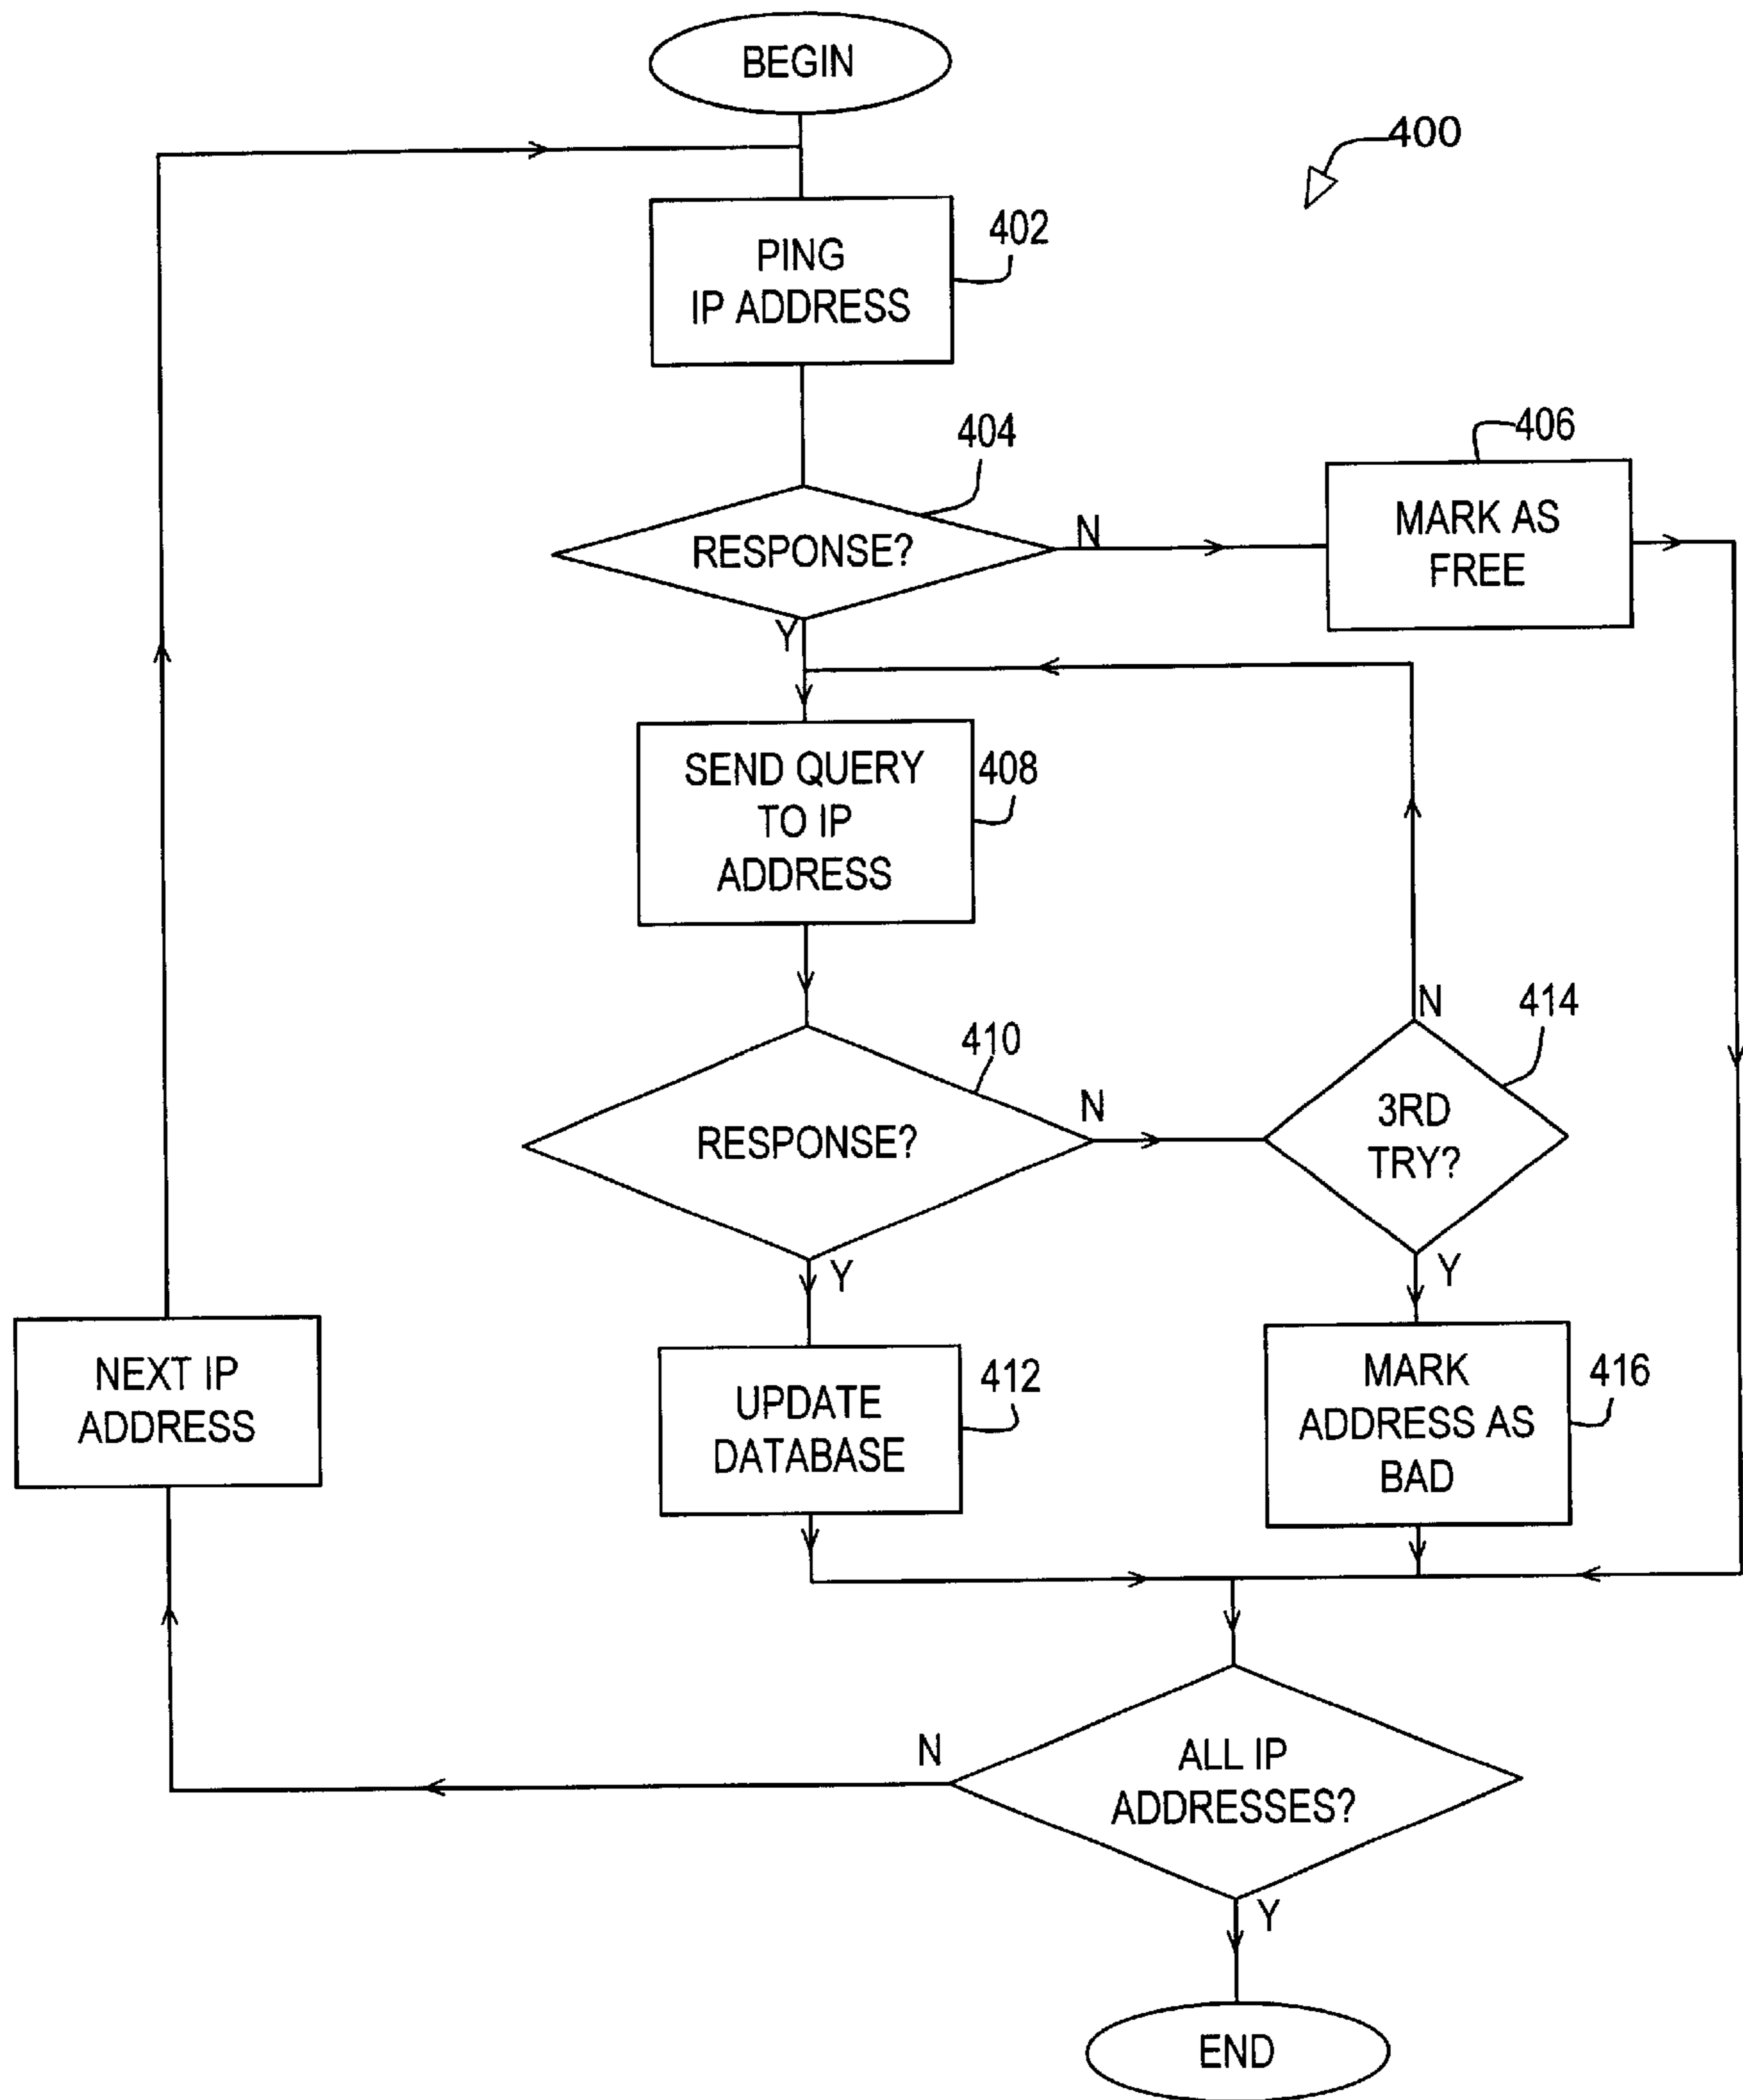 BEGIN
400
PING
IP ADDRESS
402
404
RESPONSE?
N
Y
406
MARK AS
FREE
SEND QUERY
TO IP
ADDRESS
408
410
RESPONSE?
N
Y
414
3RD
TRY?
N
Y
NEXT IP
ADDRESS
UPDATE
DATABASE
412
MARK
ADDRESS AS
BAD
416
ALL IP
ADDRESSES?
N
Y
END